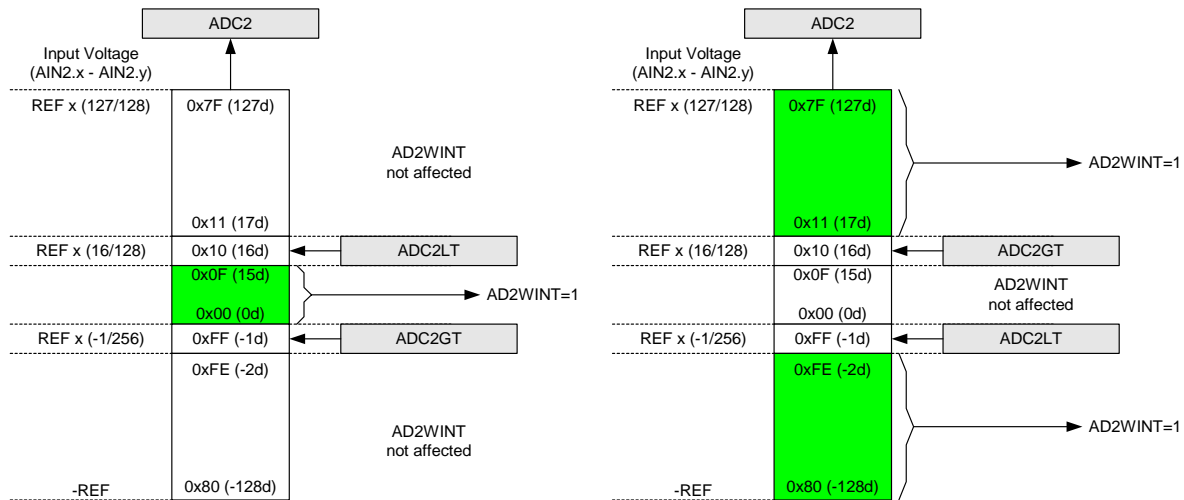 ADC2
Input Voltage
(AIN2.x - AIN2.y)
REF x (127/128)
0x7F (127d)
AD2WINT
not affected
0x11 (17d)
REF x (16/128)
0x10 (16d)
ADC2LT
0x0F (15d)
AD2WINT=1
0x00 (0d)
REF x (-1/256)
0xFF (-1d)
ADC2GT
0xFE (-2d)
AD2WINT
not affected
-REF
0x80 (-128d)
ADC2
Input Voltage
(AIN2.x - AIN2.y)
REF x (127/128)
0x7F (127d)
AD2WINT=1
0x11 (17d)
REF x (16/128)
0x10 (16d)
ADC2GT
0x0F (15d)
AD2WINT
not affected
0x00 (0d)
REF x (-1/256)
0xFF (-1d)
ADC2LT
0xFE (-2d)
AD2WINT=1
-REF
0x80 (-128d)